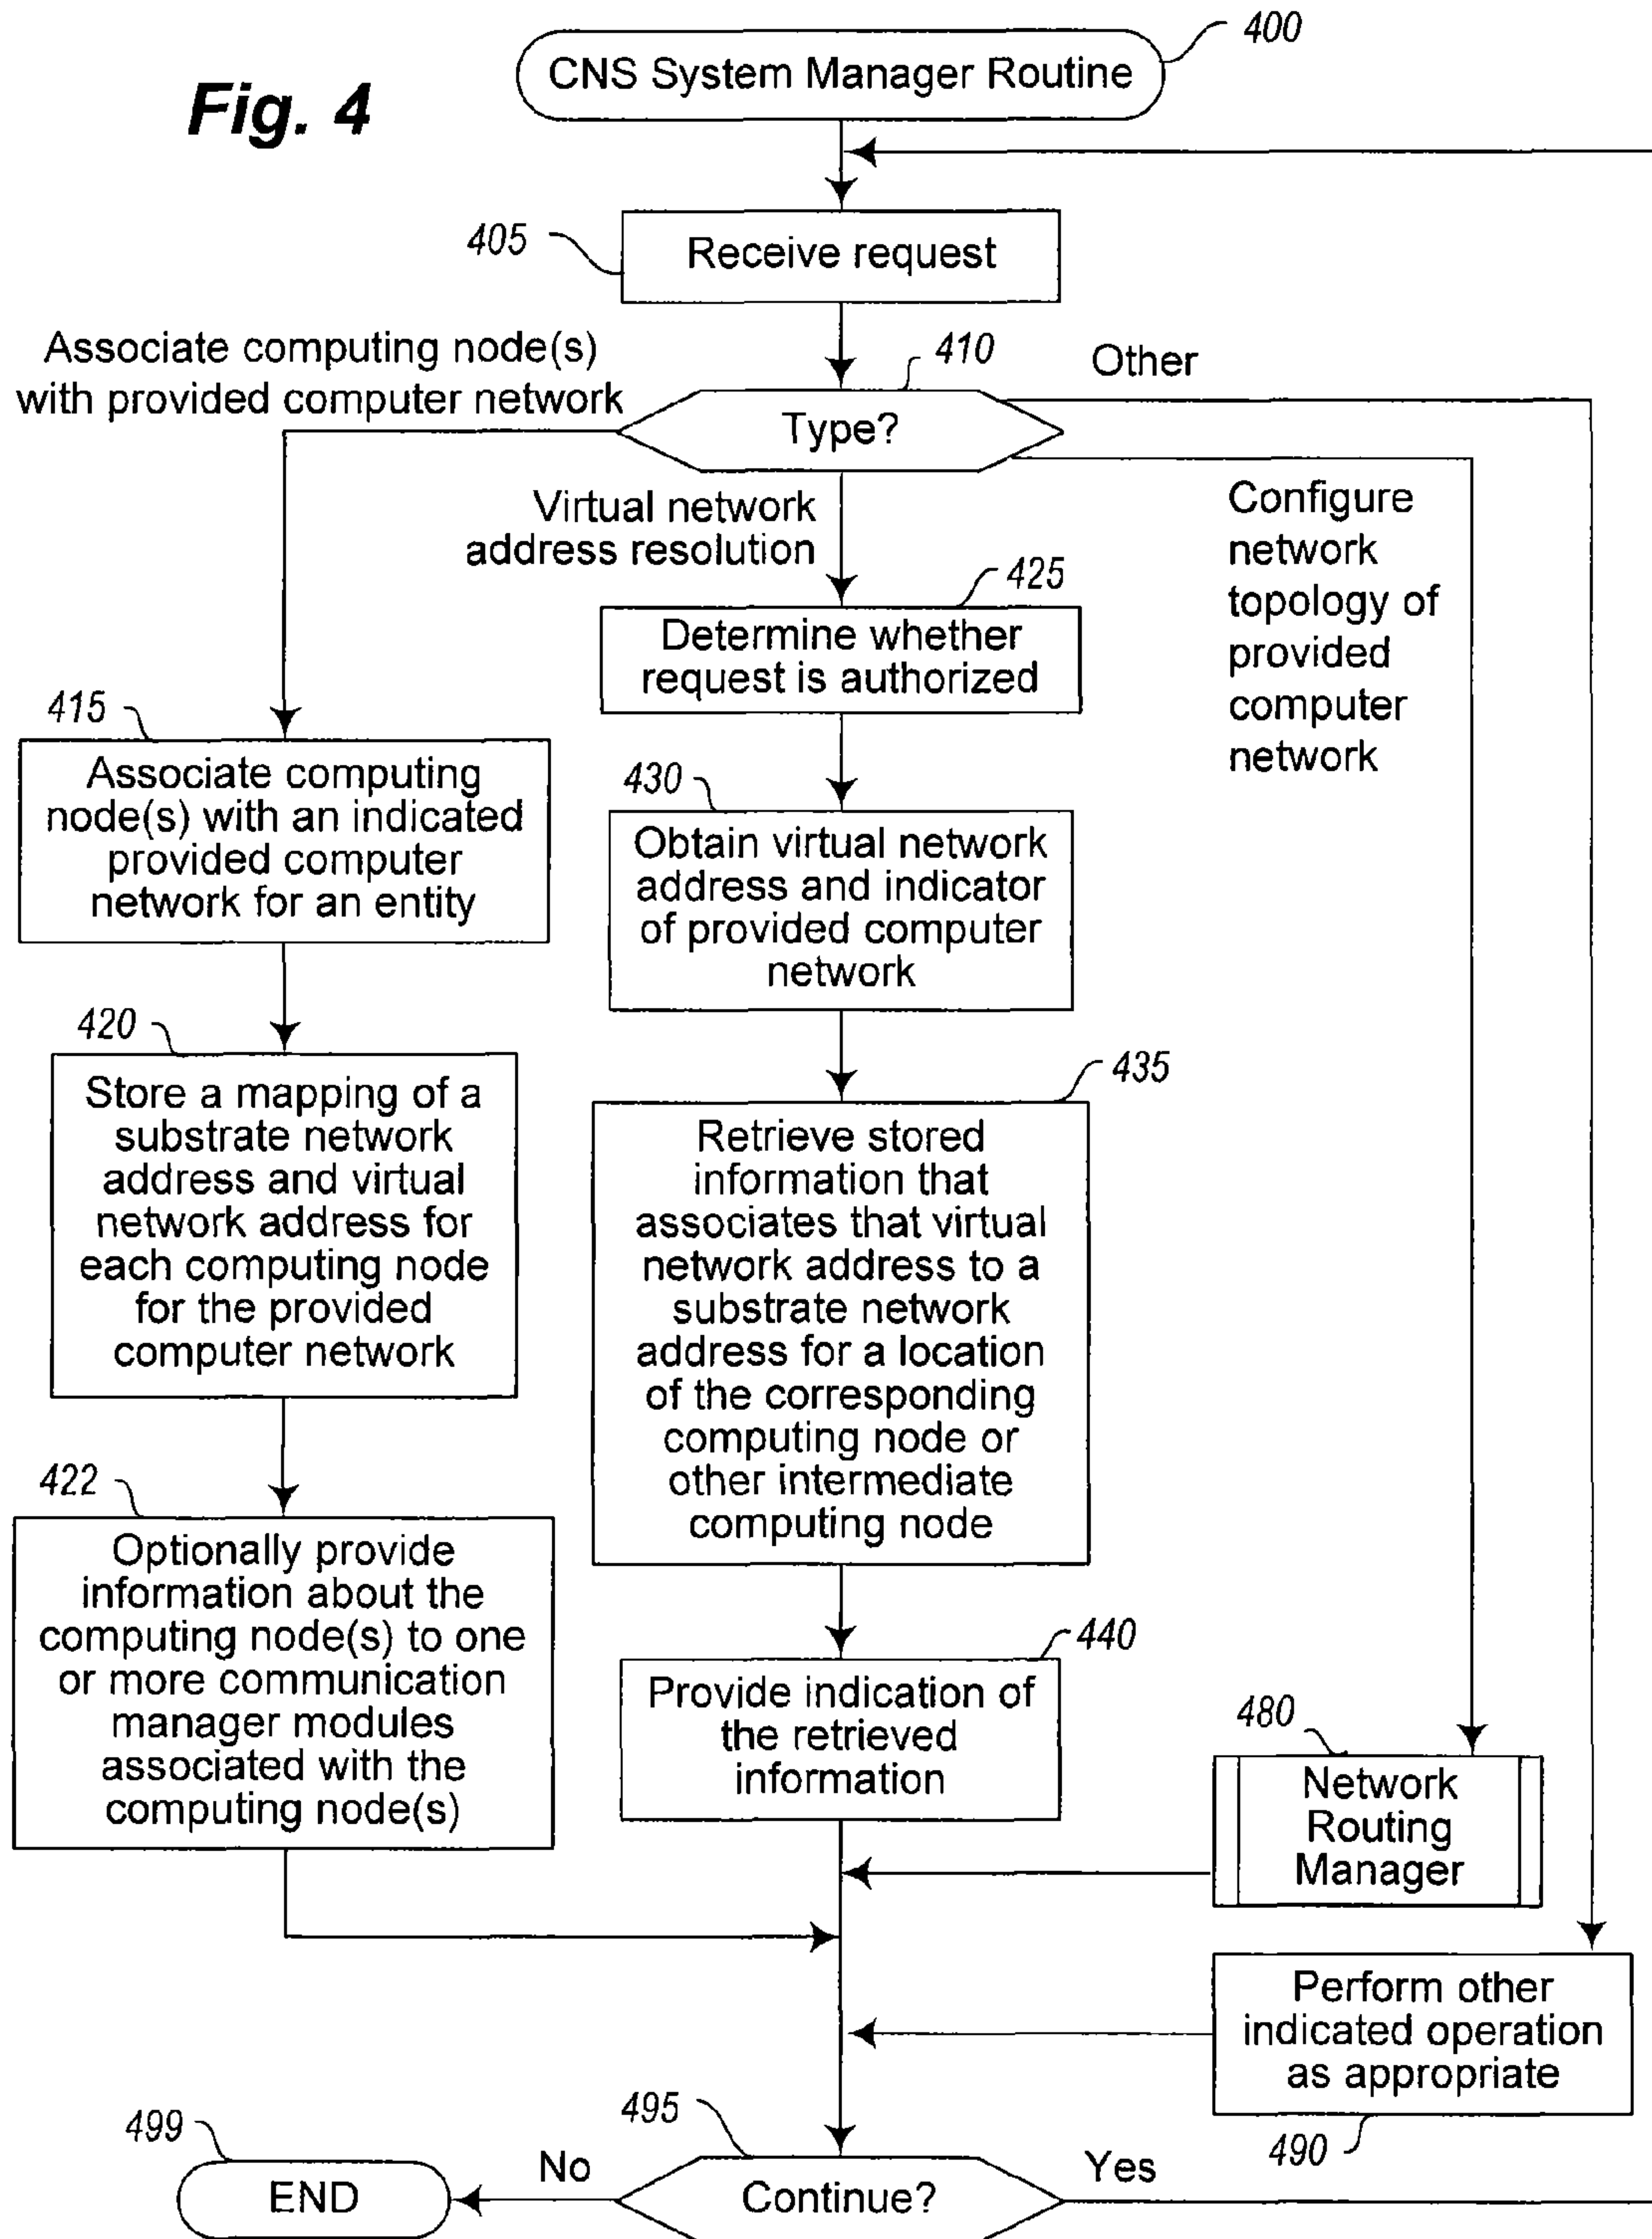 Fig. 4
CNS System Manager Routine
400
405
Receive request
Associate computing node(s)
with provided computer network
410
Type?
Other
Virtual network
address resolution
Configure
network
topology of
provided
computer
network
425
Determine whether
request is authorized
415
Associate computing
node(s) with an indicated
provided computer
network for an entity
430
Obtain virtual network
address and indicator
of provided computer
network
420
Store a mapping of a
substrate network
address and virtual
network address for
each computing node
for the provided
computer network
435
Retrieve stored
information that
associates that virtual
network address to a
substrate network
address for a location
of the corresponding
computing node or
other intermediate
computing node
422
Optionally provide
information about the
computing node(s) to one
or more communication
manager modules
associated with the
computing node(s)
440
Provide indication of
the retrieved
information
480
Network
Routing
Manager
Perform other
indicated operation
as appropriate
490
495
Continue?
Yes
No
499
END